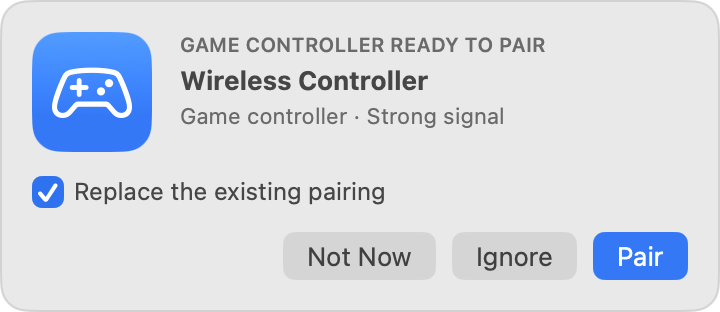 GAME CONTROLLER READY TO PAIR
Wireless Controller
Game controller · Strong signal
Replace the existing pairing
Not Now
Ignore
Pair